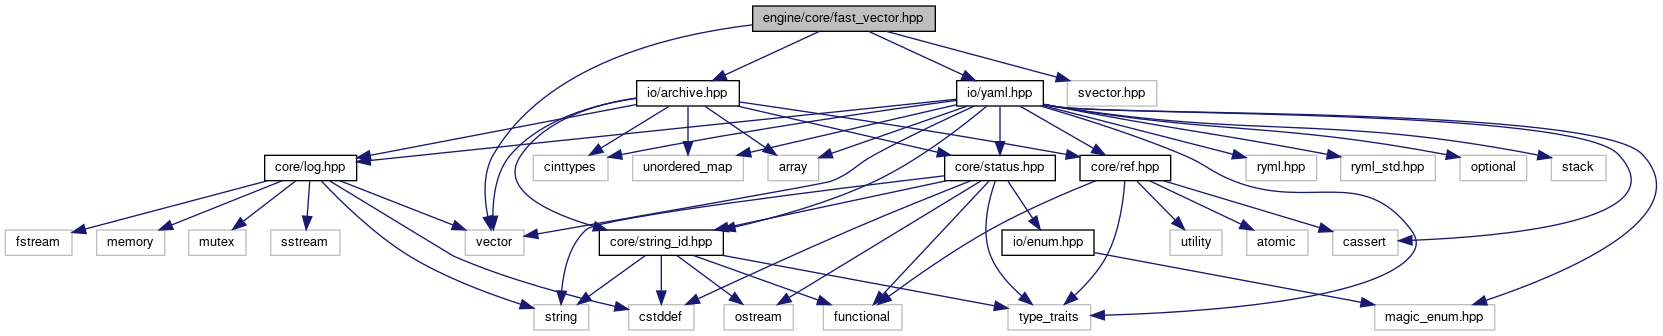 engine/core/fast_vector.hpp
io/archive.hpp
io/yaml.hpp
svector.hpp
core/log.hpp
cinttypes
unordered_map
array
core/status.hpp
core/ref.hpp
ryml.hpp
ryml_std.hpp
optional
stack
fstream
memory
mutex
sstream
vector
core/string_id.hpp
io/enum.hpp
utility
atomic
cassert
string
cstddef
ostream
functional
type_traits
magic_enum.hpp